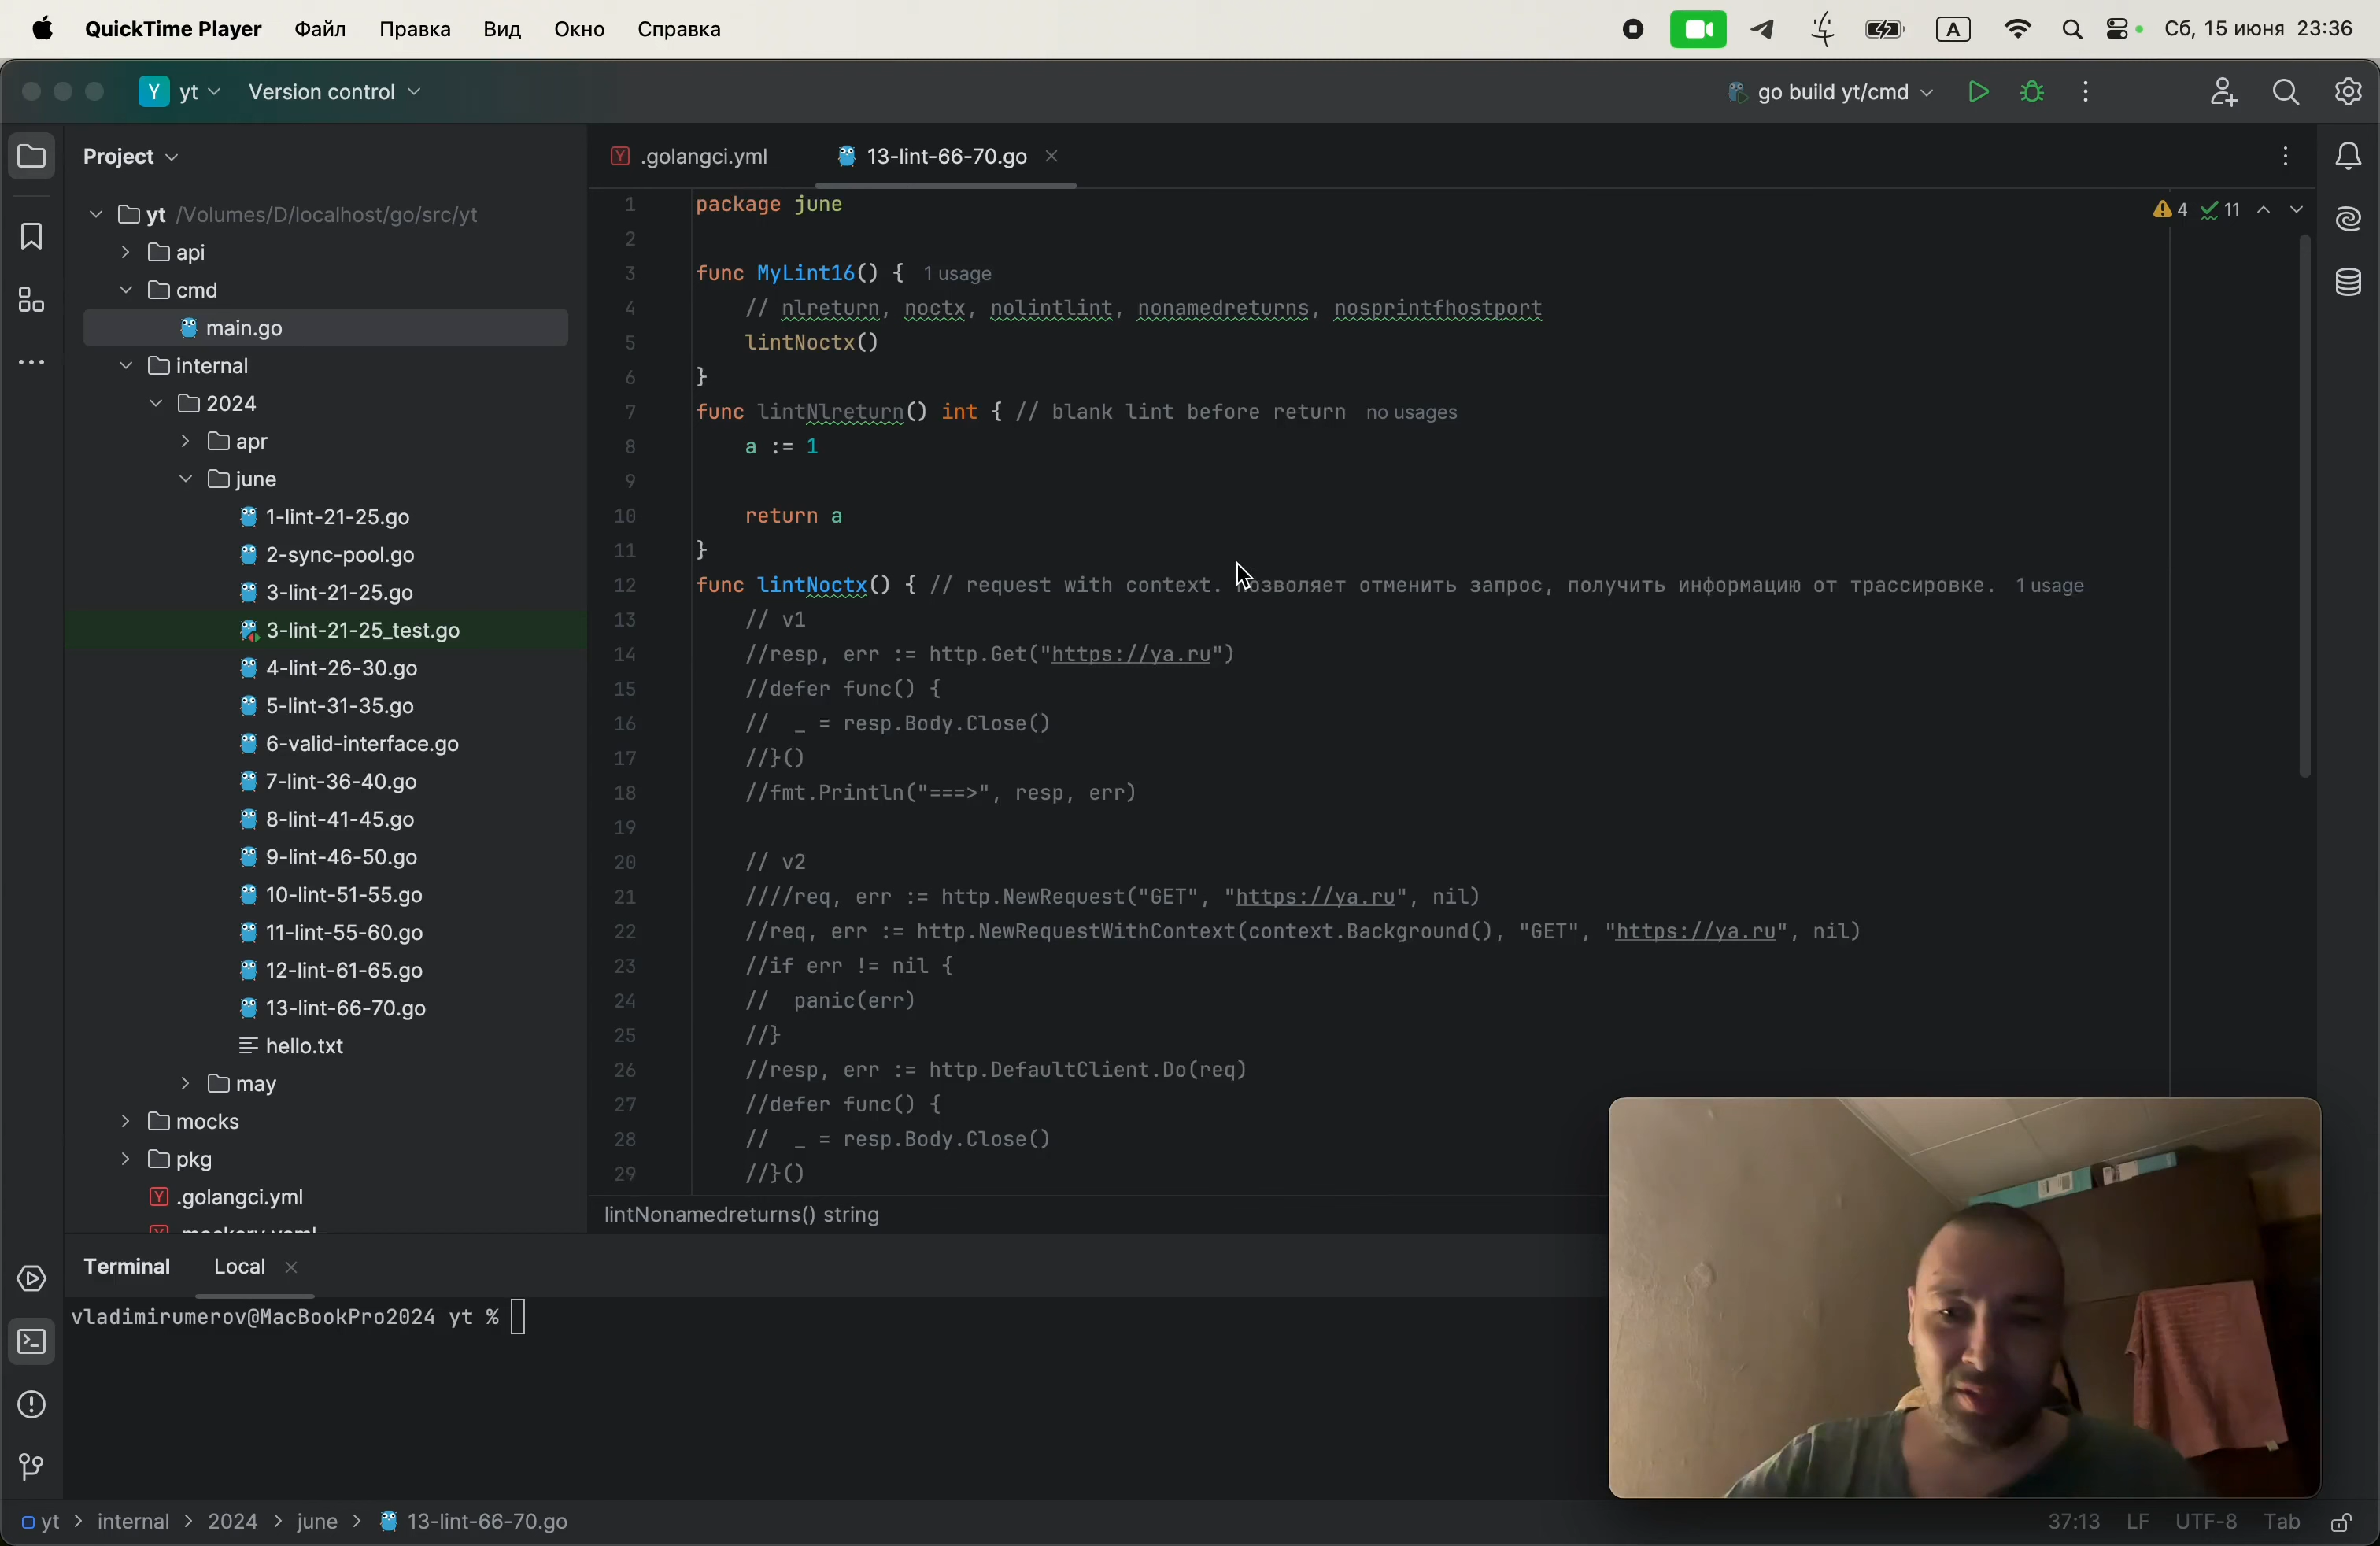 QuickTime Player Файл Правка Вид Окно Справка A Сб, 15 июня 23:36
Y yt Version control go build yt/cmd
Project
.golangci.yml 13-lint-66-70.go
yt /Volumes/D/localhost/go/src/yt
api
cmd
main.go
internal
2024
apr
june
1-lint-21-25.go
2-sync-pool.go
3-lint-21-25.go
3-lint-21-25_test.go
4-lint-26-30.go
5-lint-31-35.go
6-valid-interface.go
7-lint-36-40.go
8-lint-41-45.go
9-lint-46-50.go
10-lint-51-55.go
11-lint-55-60.go
12-lint-61-65.go
13-lint-66-70.go
hello.txt
may
mocks
pkg
.golangci.yml
4 11
1 package june
2
3 func MyLint16() { 1 usage
4 // nlreturn, noctx, nolintlint, nonamedreturns, nosprintfhostport
5 lintNoctx()
6 }
7 func lintNlreturn() int { // blank lint before return no usages
8 a := 1
9
10 return a
11 }
12 func lintNoctx() { // request with context. Позволяет отменить запрос, получить информацию от трассировке. 1 usage
13 // v1
14 //resp, err := http.Get("https://ya.ru")
15 //defer func() {
16 // _ = resp.Body.Close()
17 //}()
18 //fmt.Println("===>", resp, err)
19
20 // v2
21 ////req, err := http.NewRequest("GET", "https://ya.ru", nil)
22 //req, err := http.NewRequestWithContext(context.Background(), "GET", "https://ya.ru", nil)
23 //if err != nil {
24 // panic(err)
25 //}
26 //resp, err := http.DefaultClient.Do(req)
27 //defer func() {
28 // _ = resp.Body.Close()
29 //}()
lintNonamedreturns() string
Terminal Local
vladimirumerov@MacBookPro2024 yt %
yt > internal > 2024 > june > 13-lint-66-70.go 37:13 LF UTF-8 Tab